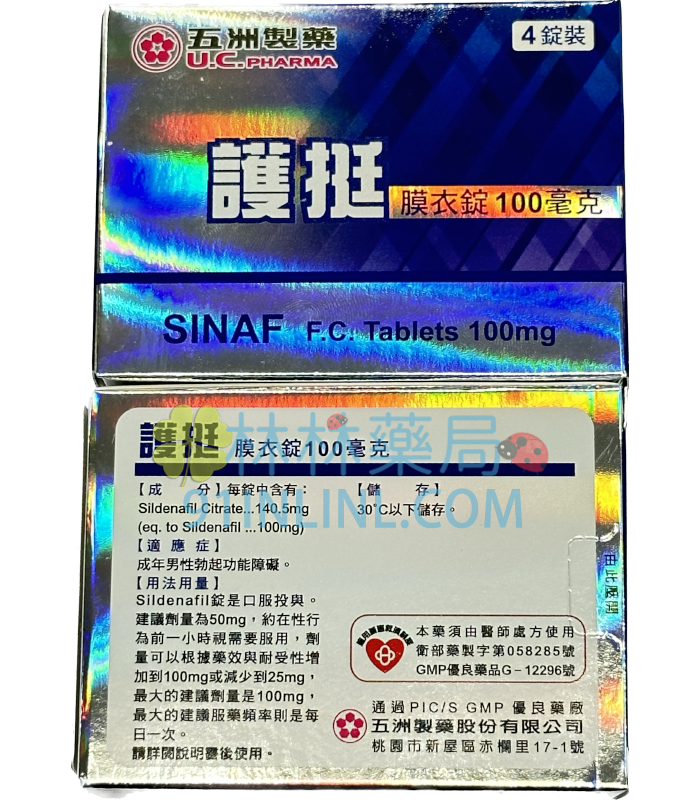 五洲製藥
U.C. PHARMA
4錠裝
護挺 膜衣錠100毫克
SINAF F.C. Tablets 100mg
護挺 膜衣錠100毫克
林林藥局
91INLINL.COM
【成 分】每錠中含有：
Sildenafil Citrate...140.5mg
(eq. to Sildenafil ...100mg)
【適應症】
成年男性勃起功能障礙。
【用法用量】
Sildenafil錠是口服投與。
建議劑量為50mg，約在性行
為前一小時視需要服用，劑
量可以根據藥效與耐受性增
加到100mg或減少到25mg，
最大的建議劑量是100mg，
最大的建議服藥頻率則是每
日一次。
請詳閱說明書後使用。
【儲 存】
30°C以下儲存。
由此壓開
本藥須由醫師處方使用
衛部藥製字第058285號
GMP優良藥品G-12296號
通過PIC/S GMP 優良藥廠
五洲製藥股份有限公司
桃園市新屋區赤欄里17-1號